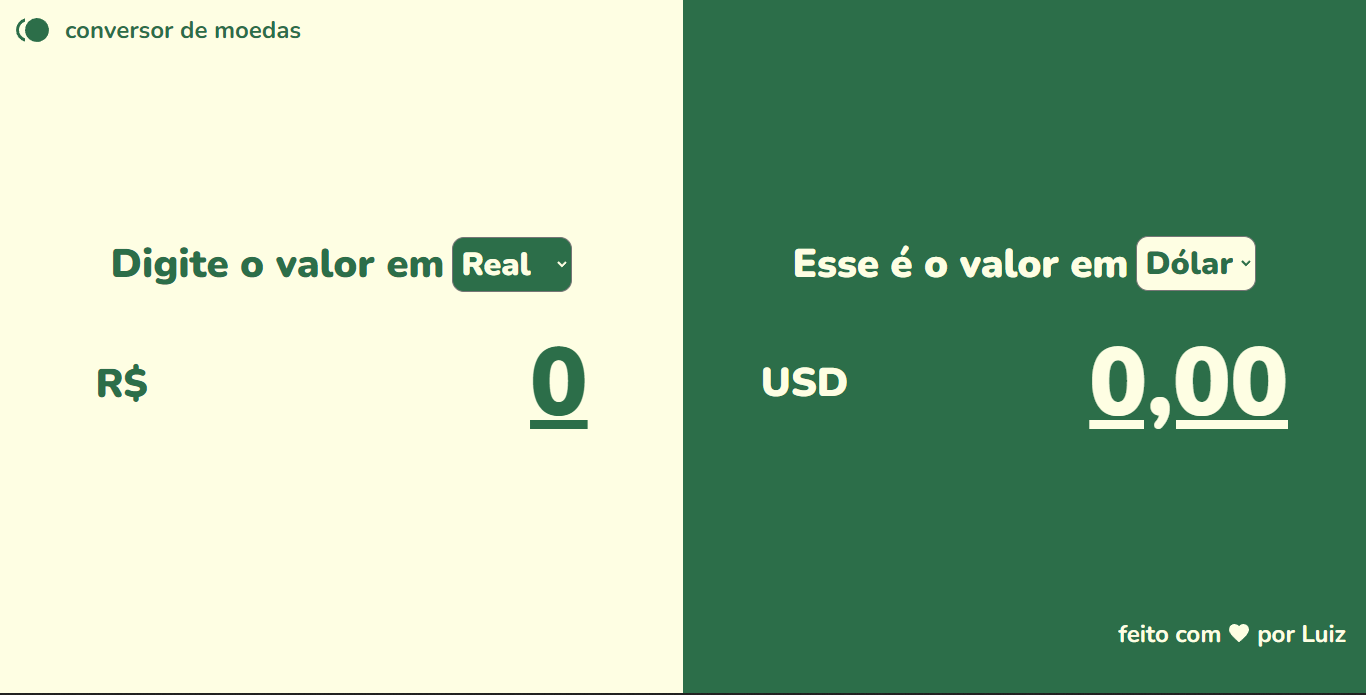 conversor de moedas
Digite o valor em Real
R$ 0
Esse é o valor em Dólar
USD 0,00
feito com ♥ por Luiz